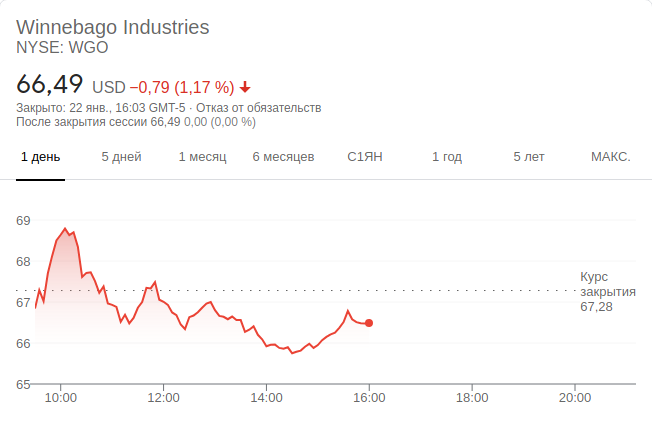 Winnebago Industries
NYSE: WGO
66,49 USD −0,79 (1,17 %)
Закрыто: 22 янв., 16:03 GMT-5 · Отказ от обязательств
После закрытия сессии 66,49 0,00 (0,00 %)
1 день 5 дней 1 месяц 6 месяцев С1ЯН 1 год 5 лет МАКС.
69
68
67
66
65
Курс
закрытия
67,28
10:00 12:00 14:00 16:00 18:00 20:00